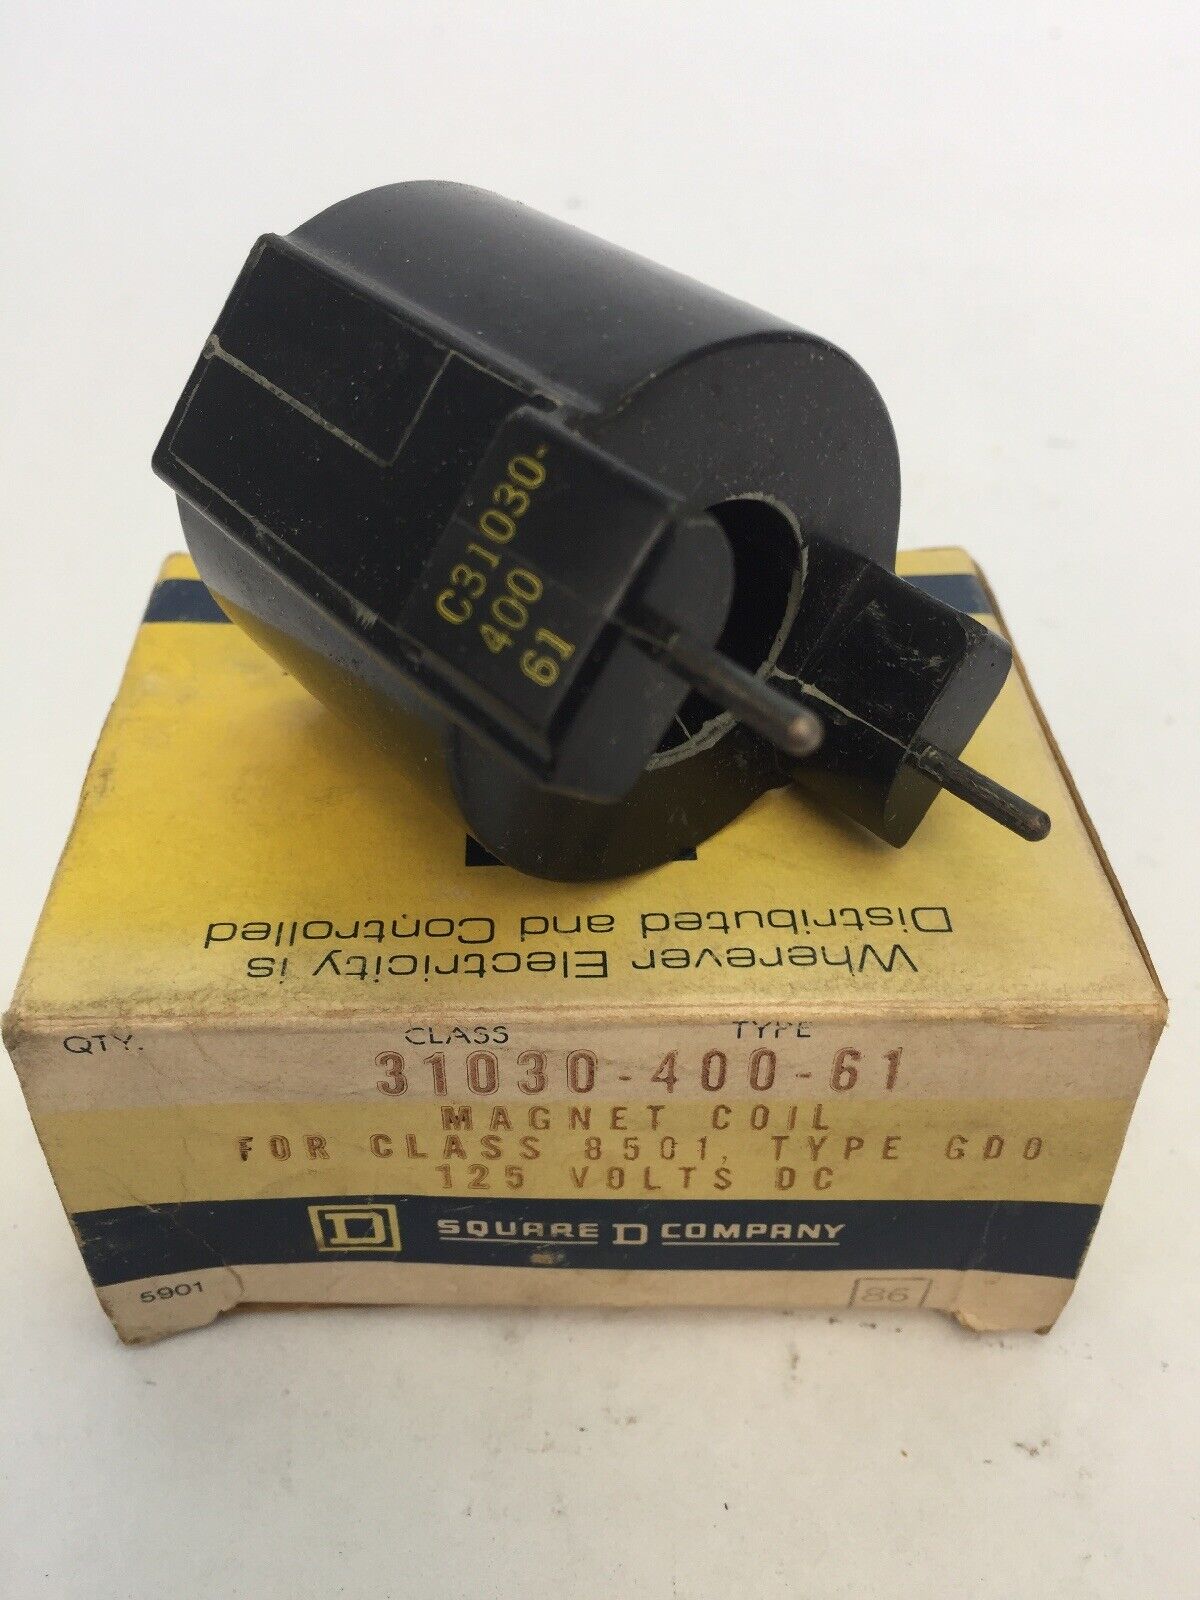 C31030-
400
61
Wherever Electricity is
Distributed and Controlled
QTY. CLASS TYPE
31030-400-61
MAGNET COIL
FOR CLASS 8501, TYPE GDO
125 VOLTS DC
D SQUARE D COMPANY
5901 86